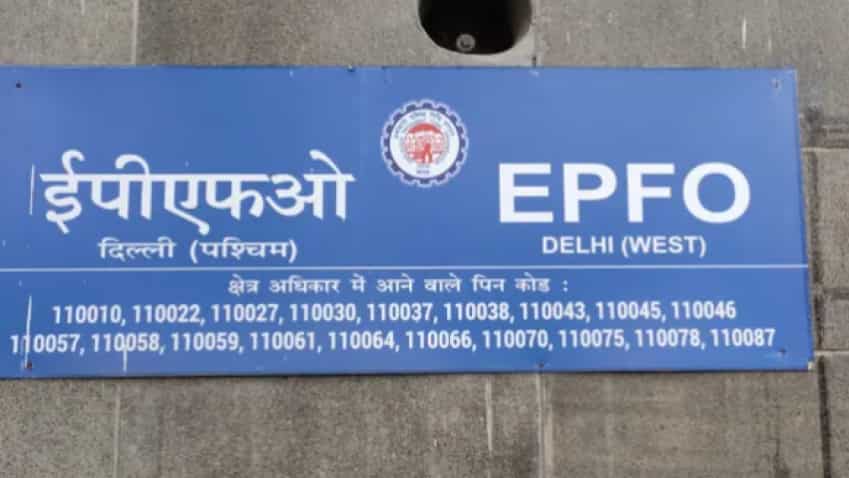 ईपीएफओ
दिल्ली (पश्चिम)
EPFO
DELHI (WEST)
क्षेत्र अधिकार में आने वाले पिन कोड :
110010, 110022, 110027, 110030, 110037, 110038, 110043, 110045, 110046
110057, 110058, 110059, 110061, 110064, 110066, 110070, 110075, 110078, 110087